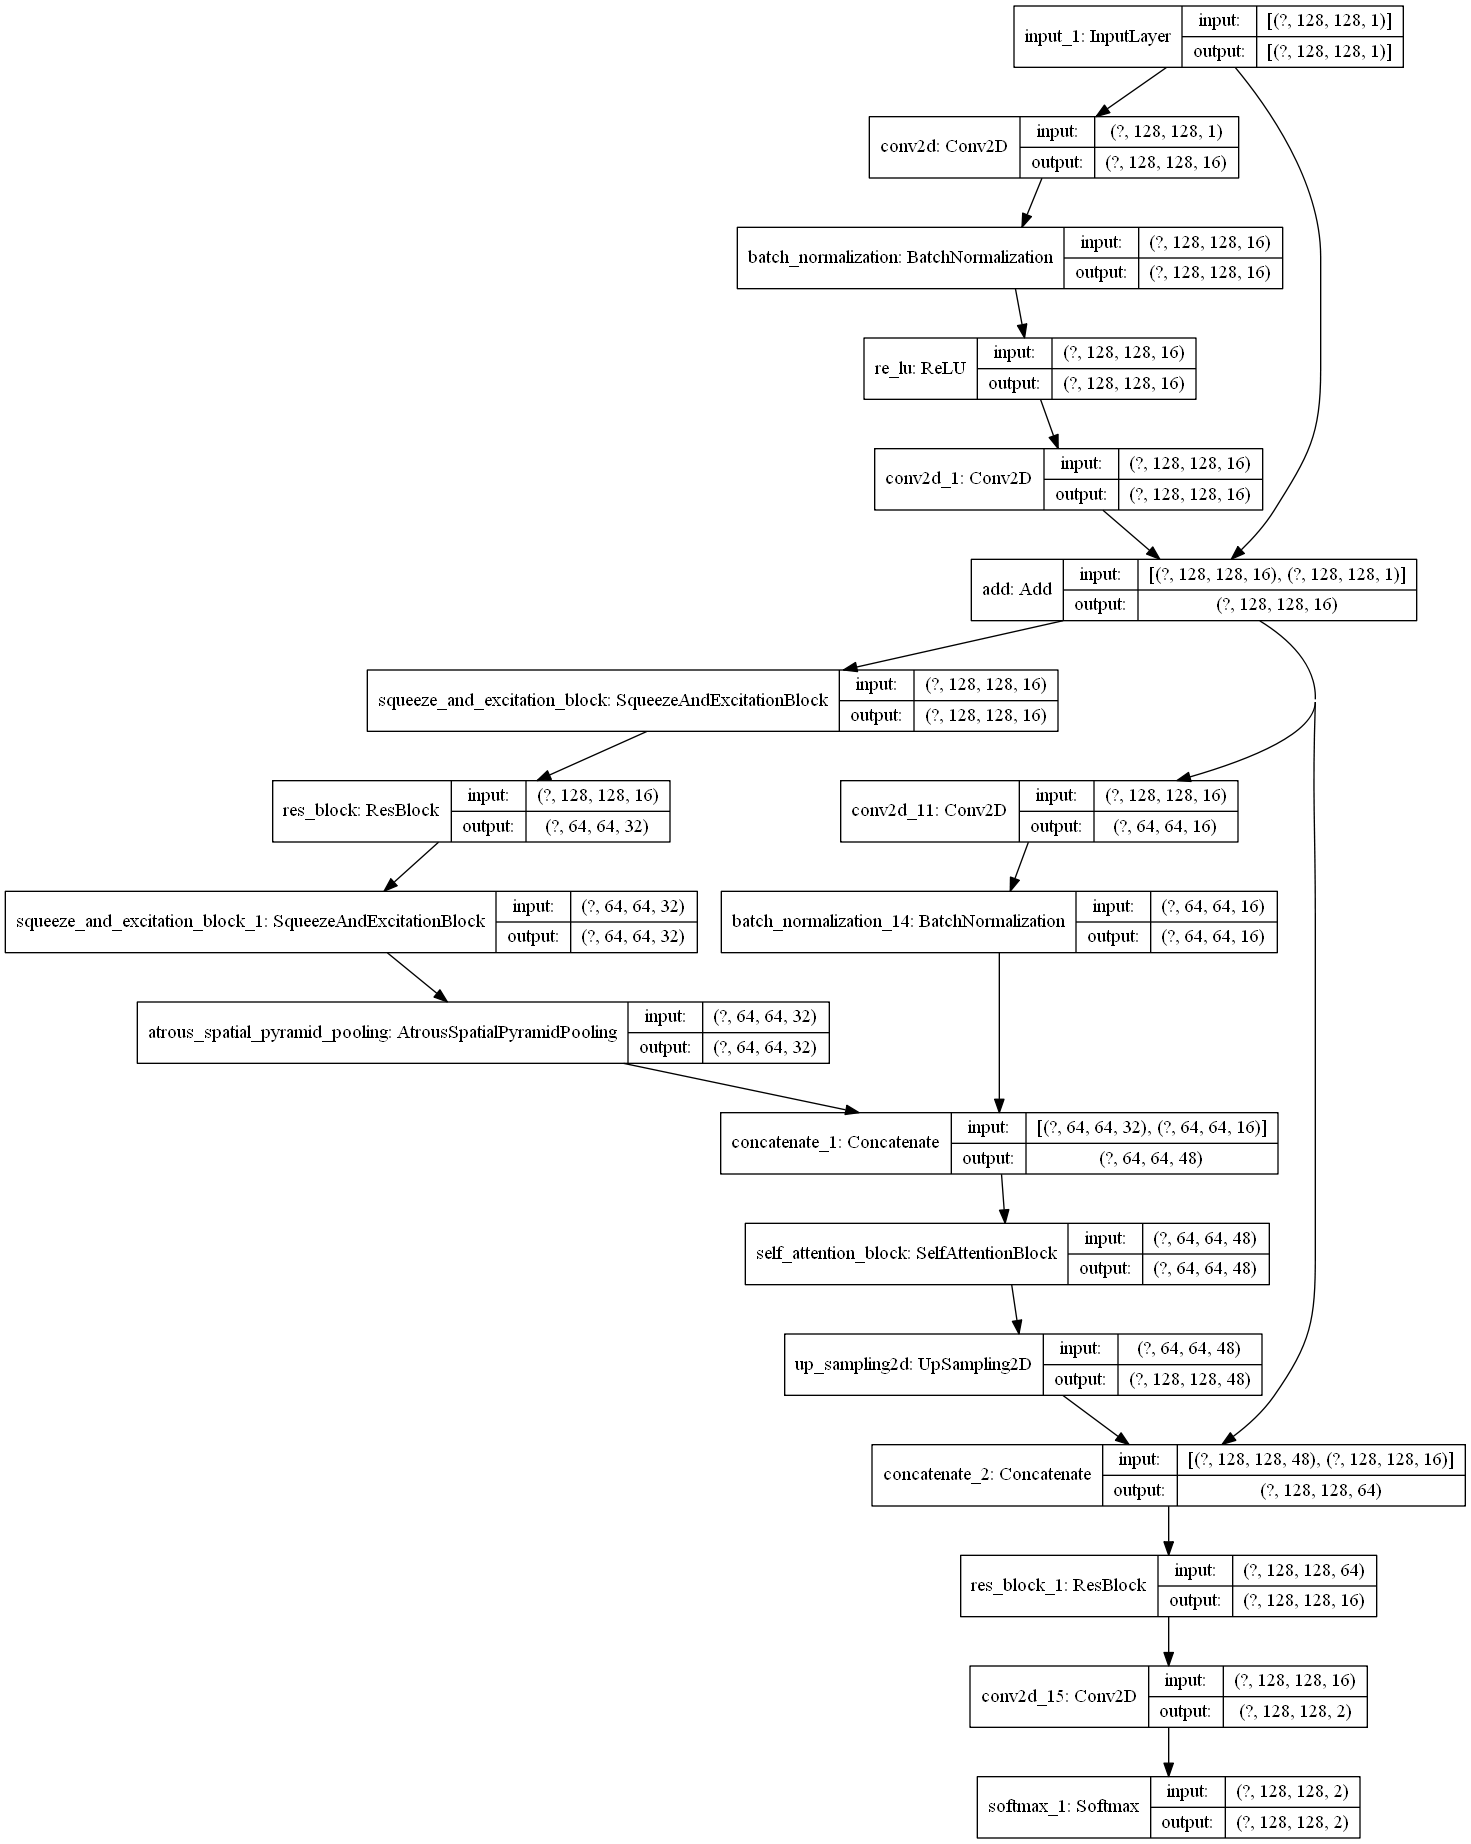 input_1: InputLayer
input: [(?, 128, 128, 1)]
output: [(?, 128, 128, 1)]
conv2d: Conv2D
input: (?, 128, 128, 1)
output: (?, 128, 128, 16)
batch_normalization: BatchNormalization
input: (?, 128, 128, 16)
output: (?, 128, 128, 16)
re_lu: ReLU
input: (?, 128, 128, 16)
output: (?, 128, 128, 16)
conv2d_1: Conv2D
input: (?, 128, 128, 16)
output: (?, 128, 128, 16)
add: Add
input: [(?, 128, 128, 16), (?, 128, 128, 1)]
output: (?, 128, 128, 16)
squeeze_and_excitation_block: SqueezeAndExcitationBlock
input: (?, 128, 128, 16)
output: (?, 128, 128, 16)
res_block: ResBlock
input: (?, 128, 128, 16)
output: (?, 64, 64, 32)
conv2d_11: Conv2D
input: (?, 128, 128, 16)
output: (?, 64, 64, 16)
squeeze_and_excitation_block_1: SqueezeAndExcitationBlock
input: (?, 64, 64, 32)
output: (?, 64, 64, 32)
batch_normalization_14: BatchNormalization
input: (?, 64, 64, 16)
output: (?, 64, 64, 16)
atrous_spatial_pyramid_pooling: AtrousSpatialPyramidPooling
input: (?, 64, 64, 32)
output: (?, 64, 64, 32)
concatenate_1: Concatenate
input: [(?, 64, 64, 32), (?, 64, 64, 16)]
output: (?, 64, 64, 48)
self_attention_block: SelfAttentionBlock
input: (?, 64, 64, 48)
output: (?, 64, 64, 48)
up_sampling2d: UpSampling2D
input: (?, 64, 64, 48)
output: (?, 128, 128, 48)
concatenate_2: Concatenate
input: [(?, 128, 128, 48), (?, 128, 128, 16)]
output: (?, 128, 128, 64)
res_block_1: ResBlock
input: (?, 128, 128, 64)
output: (?, 128, 128, 16)
conv2d_15: Conv2D
input: (?, 128, 128, 16)
output: (?, 128, 128, 2)
softmax_1: Softmax
input: (?, 128, 128, 2)
output: (?, 128, 128, 2)